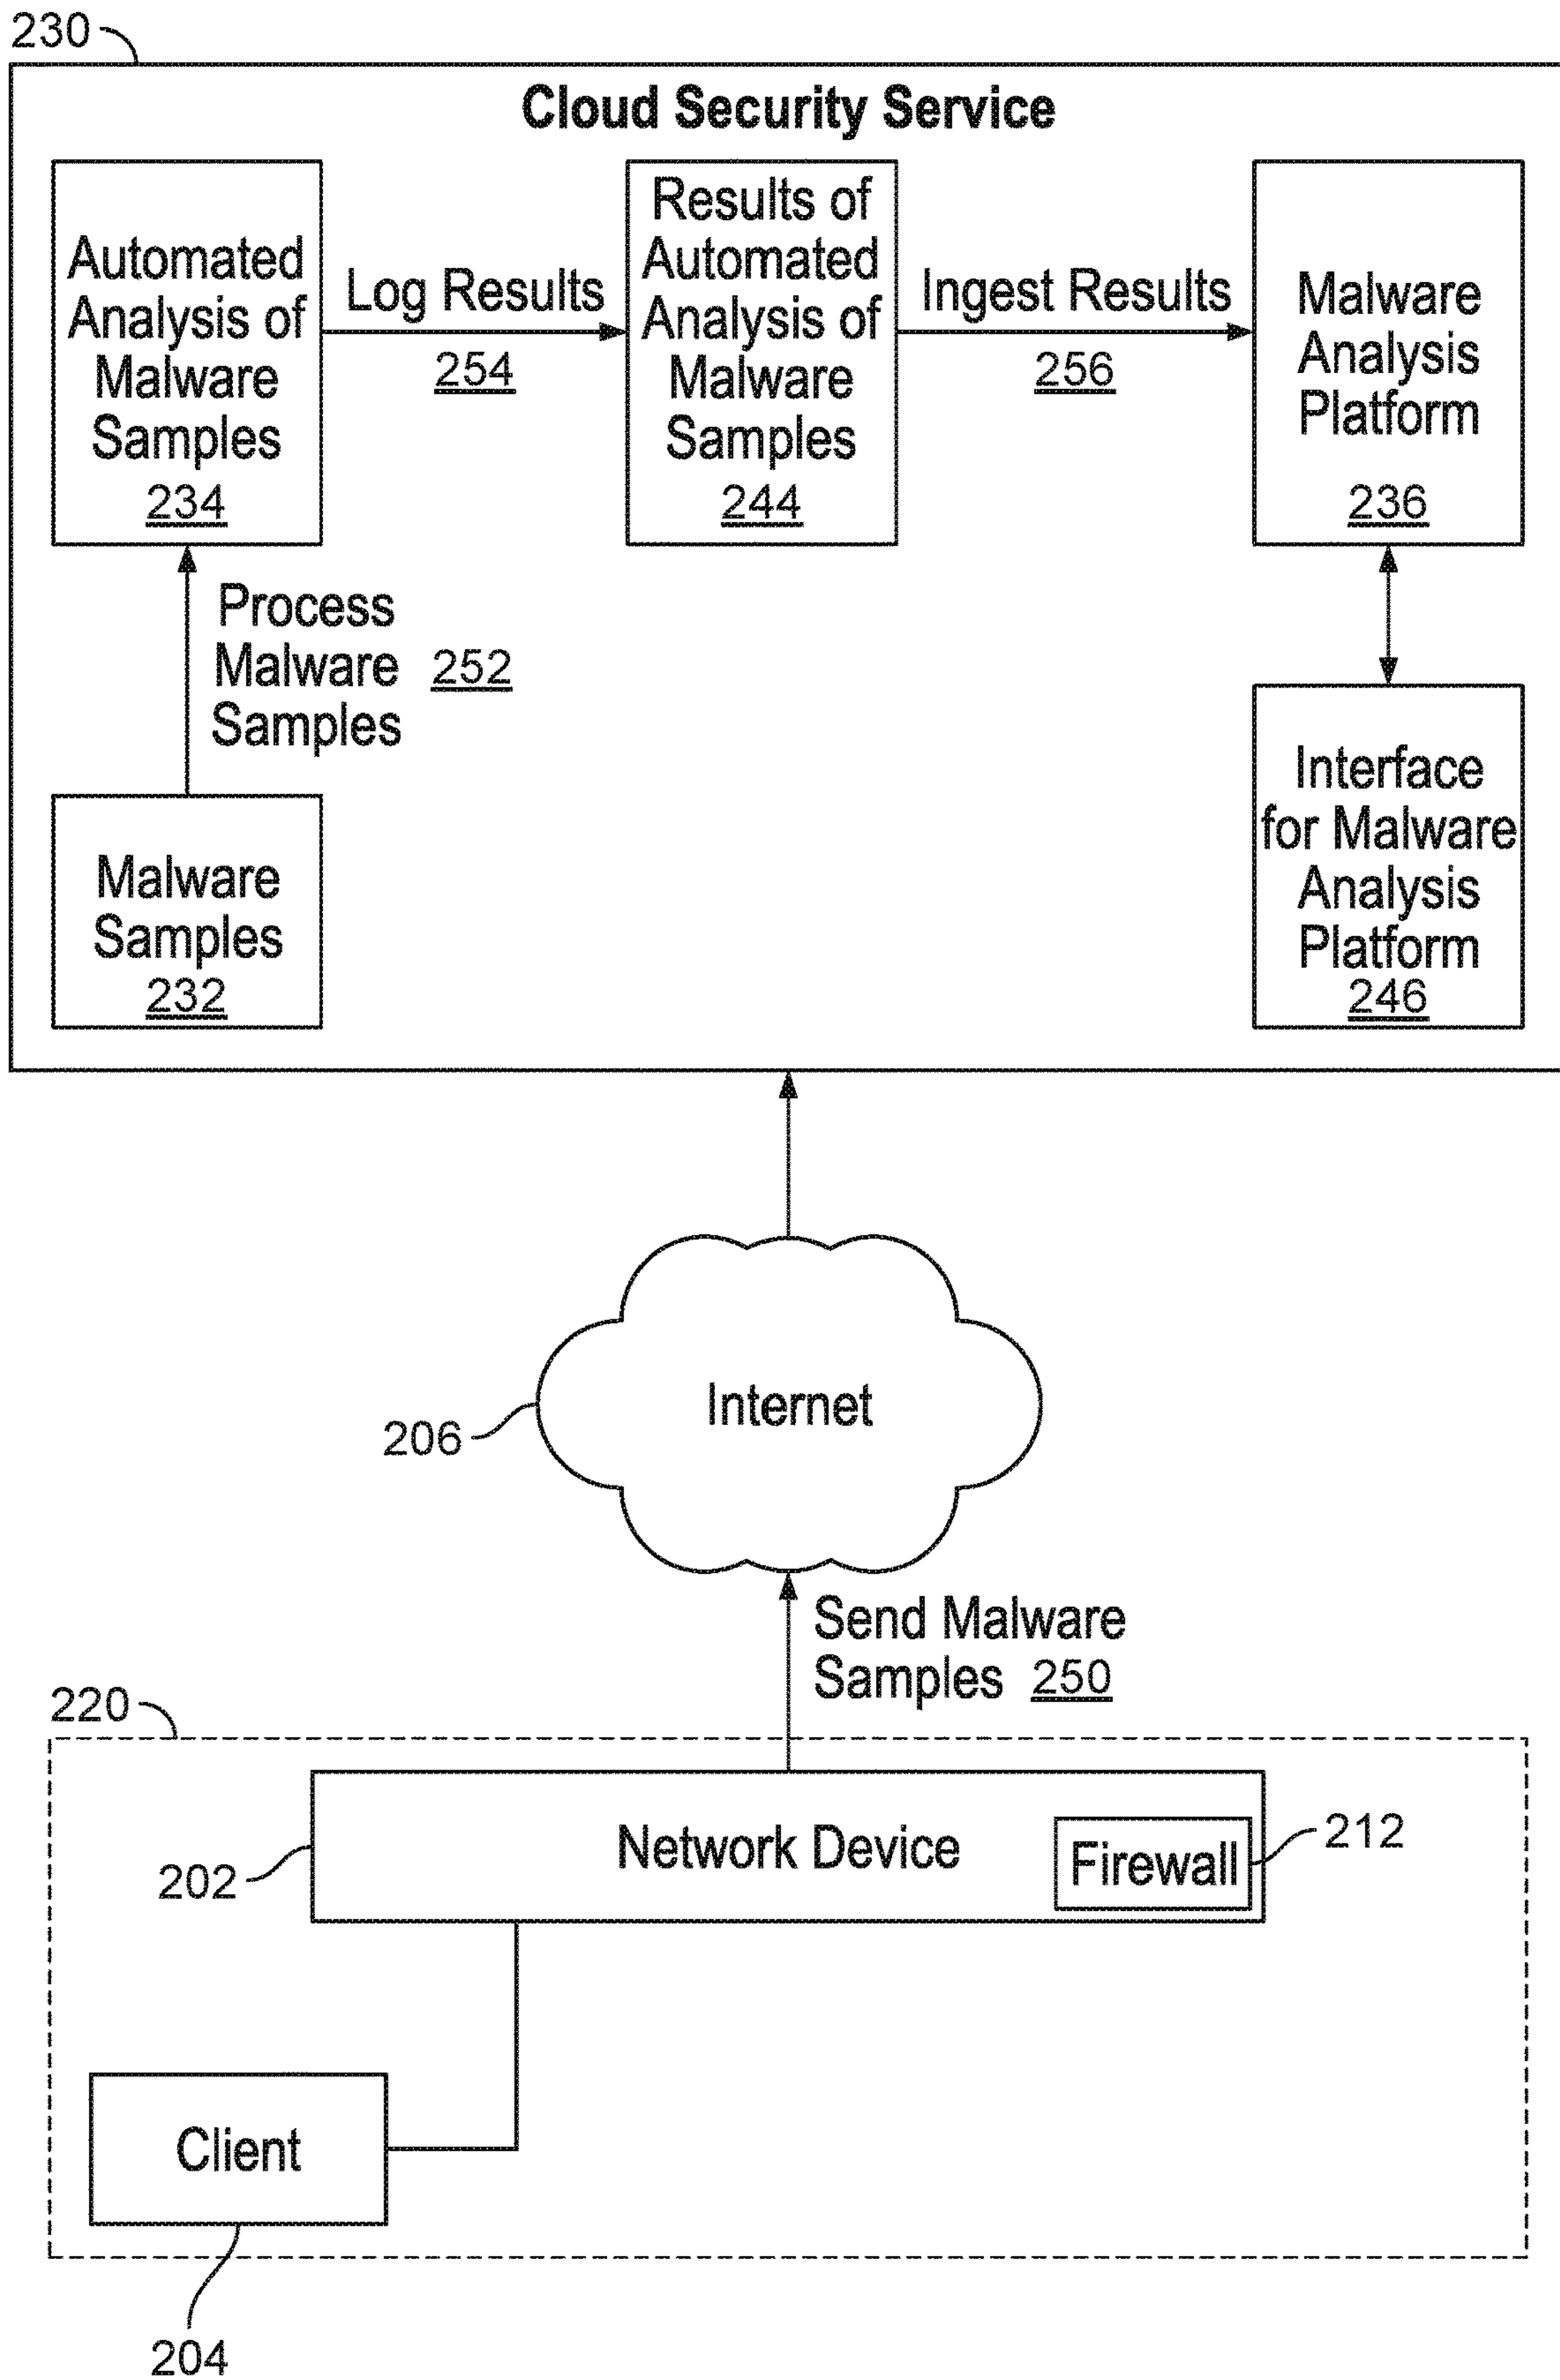 230
Cloud Security Service
Automated
Analysis of
Malware
Samples
234
Log Results
254
Results of
Automated
Analysis of
Malware
Samples
244
Ingest Results
256
Malware
Analysis
Platform
236
Process
Malware 252
Samples
Malware
Samples
232
Interface
for Malware
Analysis
Platform
246
Internet
206
Send Malware
Samples 250
220
Network Device
Firewall
212
202
Client
204